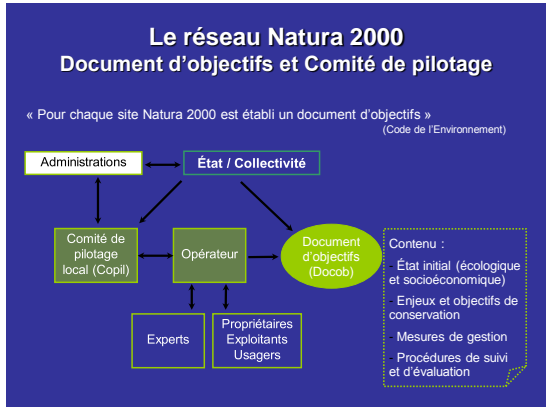 Le réseau Natura 2000
Document d'objectifs et Comité de pilotage
« Pour chaque site Natura 2000 est établi un document d'objectifs »
(Code de l'Environnement)
Administrations
État / Collectivité
Comité de
pilotage
local (Copil)
Opérateur
Document
d'objectifs
(Docob)
Contenu :
- État initial (écologique
et socioéconomique)
- Enjeux et objectifs de
conservation
- Mesures de gestion
- Procédures de suivi
et d'évaluation
Experts
Propriétaires
Exploitants
Usagers